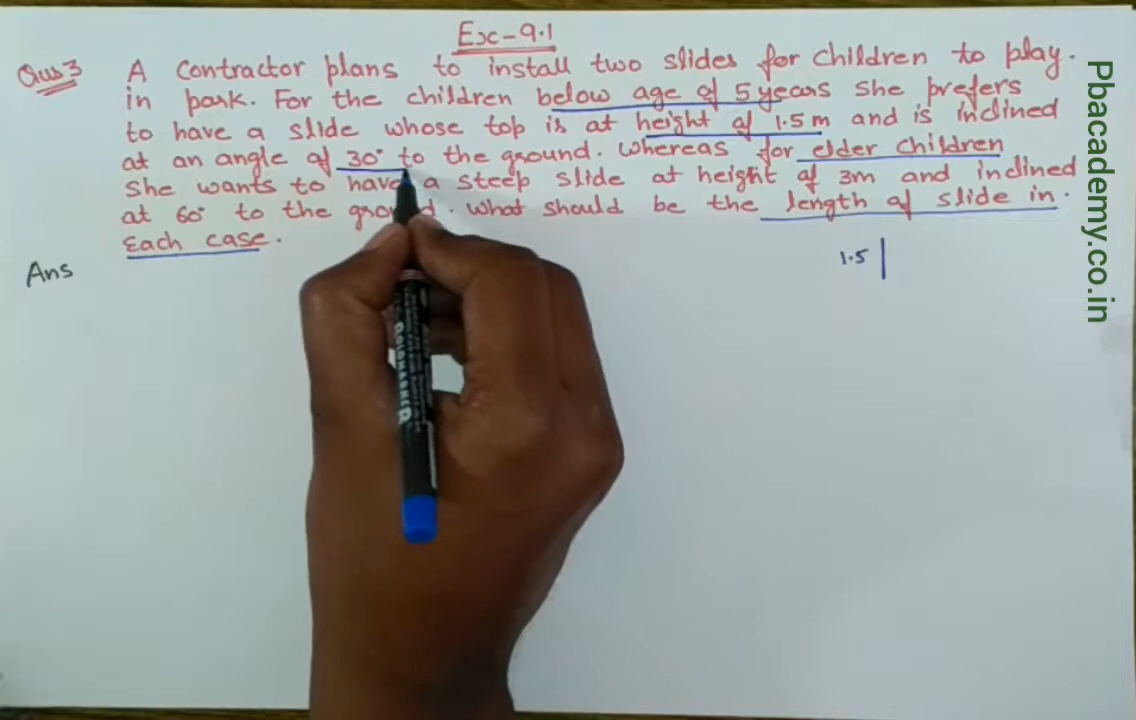 Ex-9.1
Qus 3 A contractor plans to install two slides for children to play.
in park. For the children below age of 5 years she prefers
to have a slide whose top is at height of 1.5 m and is inclined
at an angle of 30° to the ground. Whereas for elder children
She wants to have a steep slide at height of 3m and inclined
at 60° to the ground. What should be the length of slide in.
Each case.
Ans
1.5
Pbacademy.co.in